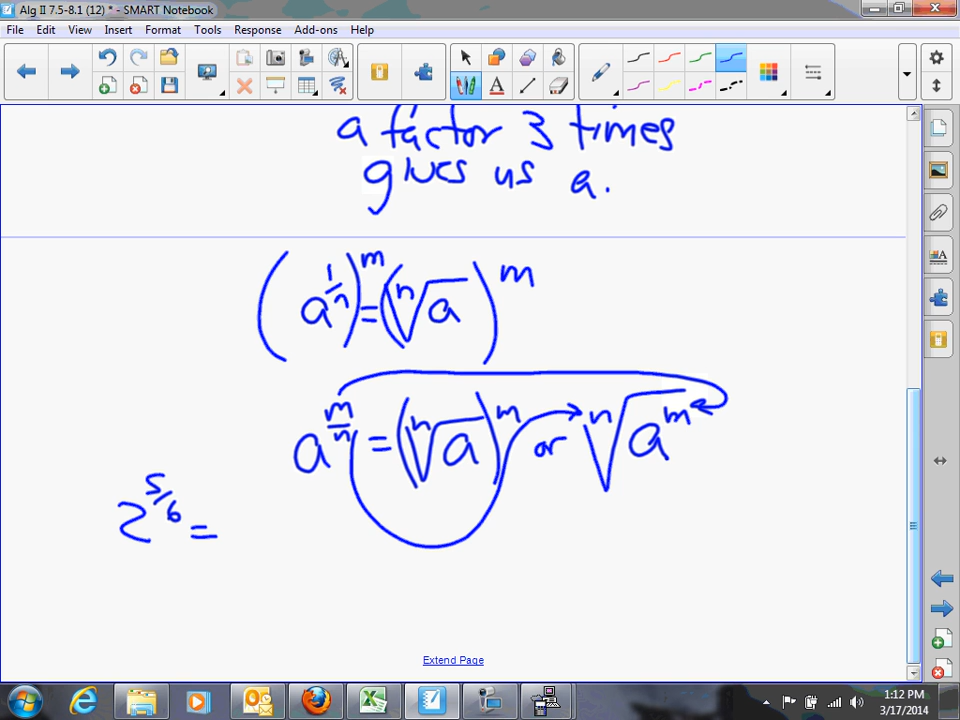 Alg II 7.5-8.1 (12) * - SMART Notebook
File Edit View Insert Format Tools Response Add-ons Help
a factor 3 times
gives us a.
(a^{1/n})^m = (ⁿ√a)^m
a^{m/n} = (ⁿ√a)^m or ⁿ√a^m
2^{5/6} =
Extend Page
1:12 PM
3/17/2014